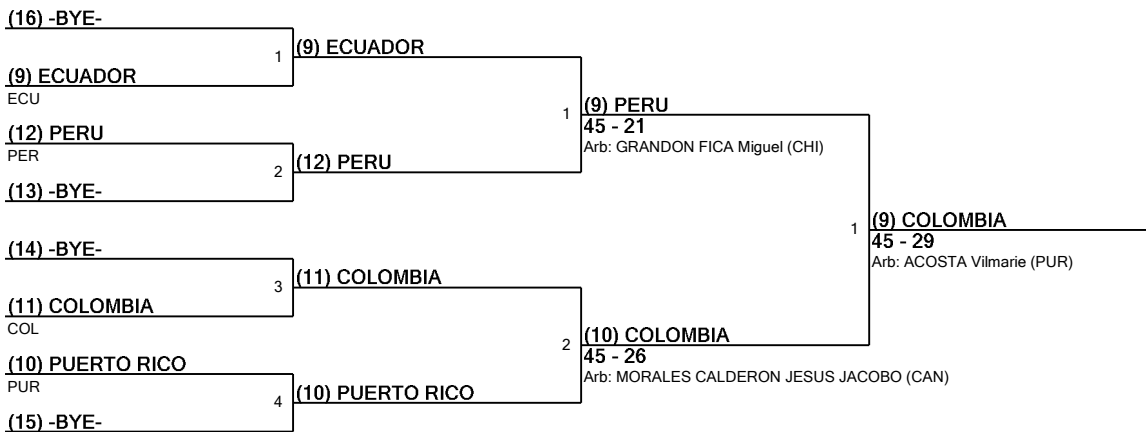 (16) -BYE-
1
(9) ECUADOR
(9) ECUADOR
ECU
1
(9) PERU
45 - 21
Arb: GRANDON FICA Miguel (CHI)
(12) PERU
PER
2
(12) PERU
(13) -BYE-
1
(9) COLOMBIA
45 - 29
Arb: ACOSTA Vilmarie (PUR)
(14) -BYE-
3
(11) COLOMBIA
(11) COLOMBIA
COL
2
(10) COLOMBIA
45 - 26
Arb: MORALES CALDERON JESUS JACOBO (CAN)
(10) PUERTO RICO
PUR
4
(10) PUERTO RICO
(15) -BYE-